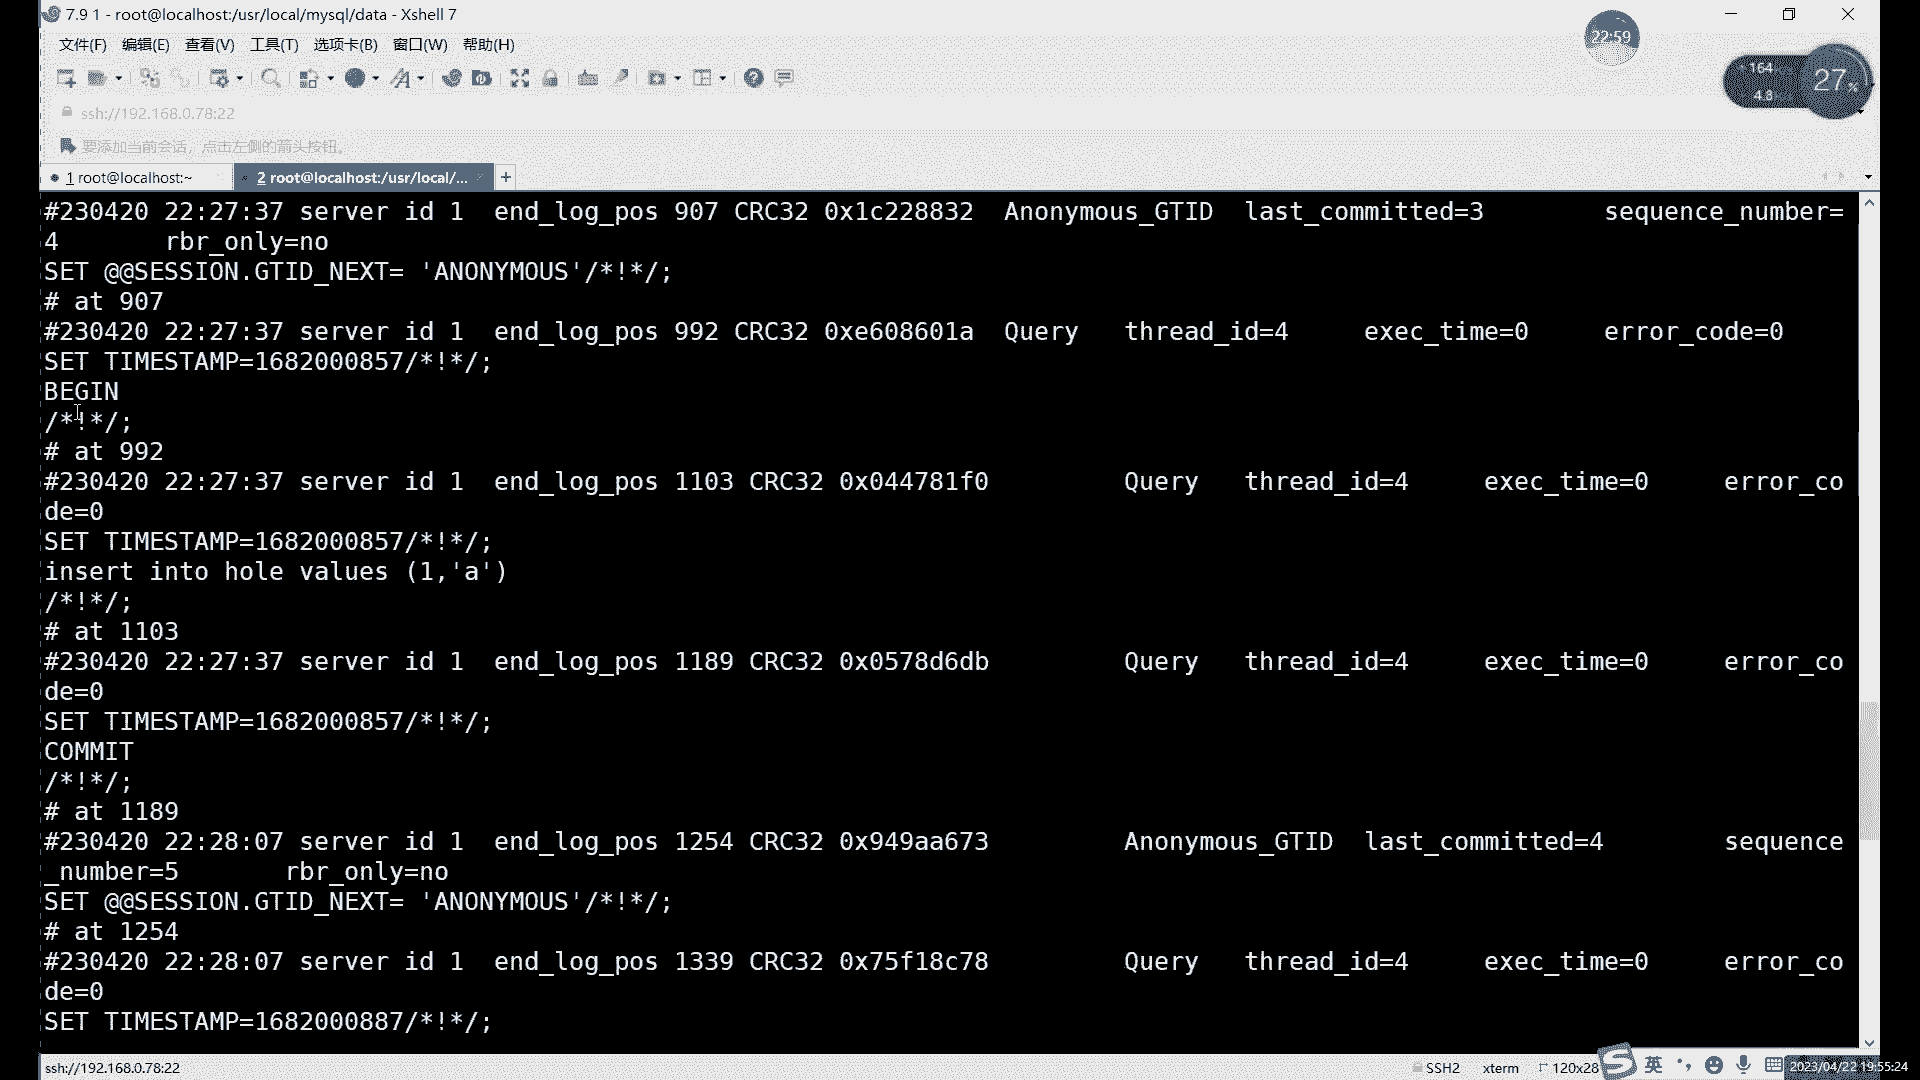 7.9 1 - root@localhost:/usr/local/mysql/data - Xshell 7
22:59
文件(F) 编辑(E) 查看(V) 工具(T) 选项卡(B) 窗口(W) 帮助(H)
164
27%
4.8
ssh://192.168.0.78:22
要添加当前会话，点击左侧的箭头按钮。
1 root@localhost:~ 2 root@localhost:/usr/local/... +
#230420 22:27:37 server id 1  end_log_pos 907 CRC32 0x1c228832  Anonymous_GTID  last_committed=3        sequence_number=
4       rbr_only=no
SET @@SESSION.GTID_NEXT= 'ANONYMOUS'/*!*/;
# at 907
#230420 22:27:37 server id 1  end_log_pos 992 CRC32 0xe608601a  Query   thread_id=4     exec_time=0     error_code=0
SET TIMESTAMP=1682000857/*!*/;
BEGIN
/*!*/;
# at 992
#230420 22:27:37 server id 1  end_log_pos 1103 CRC32 0x044781f0         Query   thread_id=4     exec_time=0     error_co
de=0
SET TIMESTAMP=1682000857/*!*/;
insert into hole values (1,'a')
/*!*/;
# at 1103
#230420 22:27:37 server id 1  end_log_pos 1189 CRC32 0x0578d6db         Query   thread_id=4     exec_time=0     error_co
de=0
SET TIMESTAMP=1682000857/*!*/;
COMMIT
/*!*/;
# at 1189
#230420 22:28:07 server id 1  end_log_pos 1254 CRC32 0x949aa673         Anonymous_GTID  last_committed=4        sequence
_number=5       rbr_only=no
SET @@SESSION.GTID_NEXT= 'ANONYMOUS'/*!*/;
# at 1254
#230420 22:28:07 server id 1  end_log_pos 1339 CRC32 0x75f18c78         Query   thread_id=4     exec_time=0     error_co
de=0
SET TIMESTAMP=1682000887/*!*/;
ssh://192.168.0.78:22 SSH2 xterm 120x28 英 2023/04/22 19:55:24